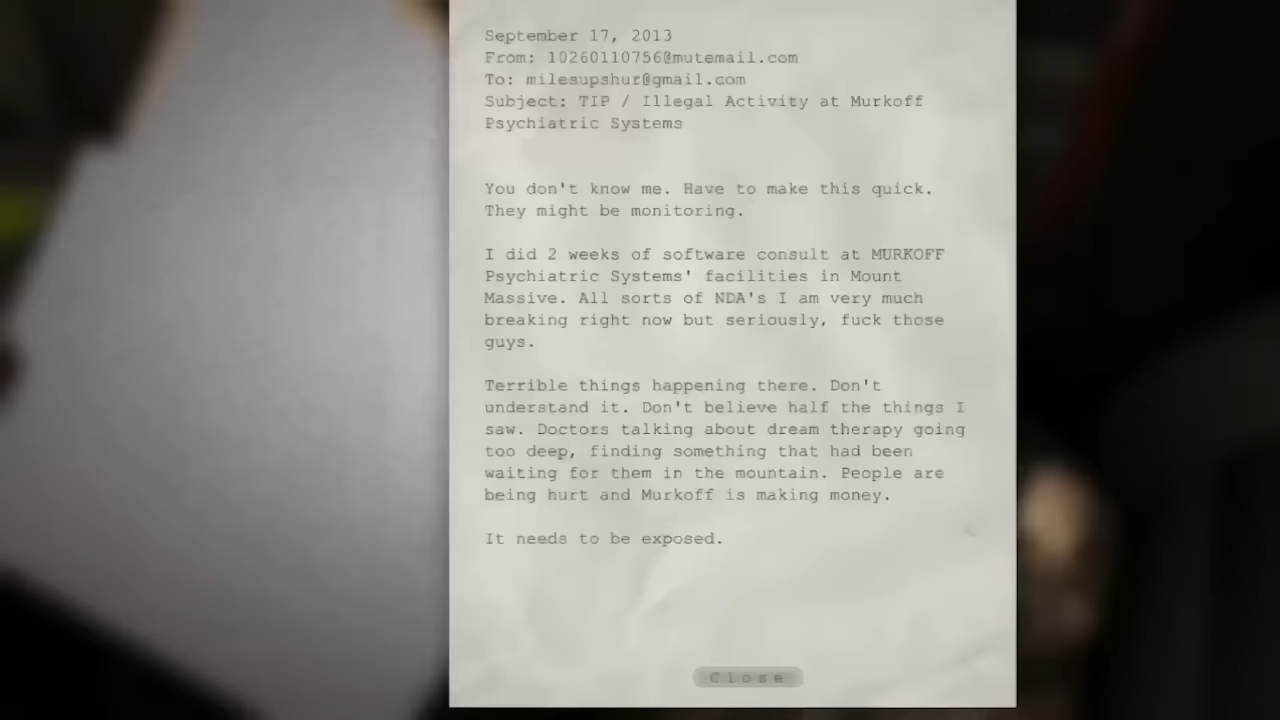 September 17, 2013
From: 10260110756@mutemail.com
To: milesupshur@gmail.com
Subject: TIP / Illegal Activity at Murkoff
Psychiatric Systems
You don't know me. Have to make this quick.
They might be monitoring.
I did 2 weeks of software consult at MURKOFF
Psychiatric Systems' facilities in Mount
Massive. All sorts of NDA's I am very much
breaking right now but seriously, fuck those
guys.
Terrible things happening there. Don't
understand it. Don't believe half the things I
saw. Doctors talking about dream therapy going
too deep, finding something that had been
waiting for them in the mountain. People are
being hurt and Murkoff is making money.
It needs to be exposed.
Close